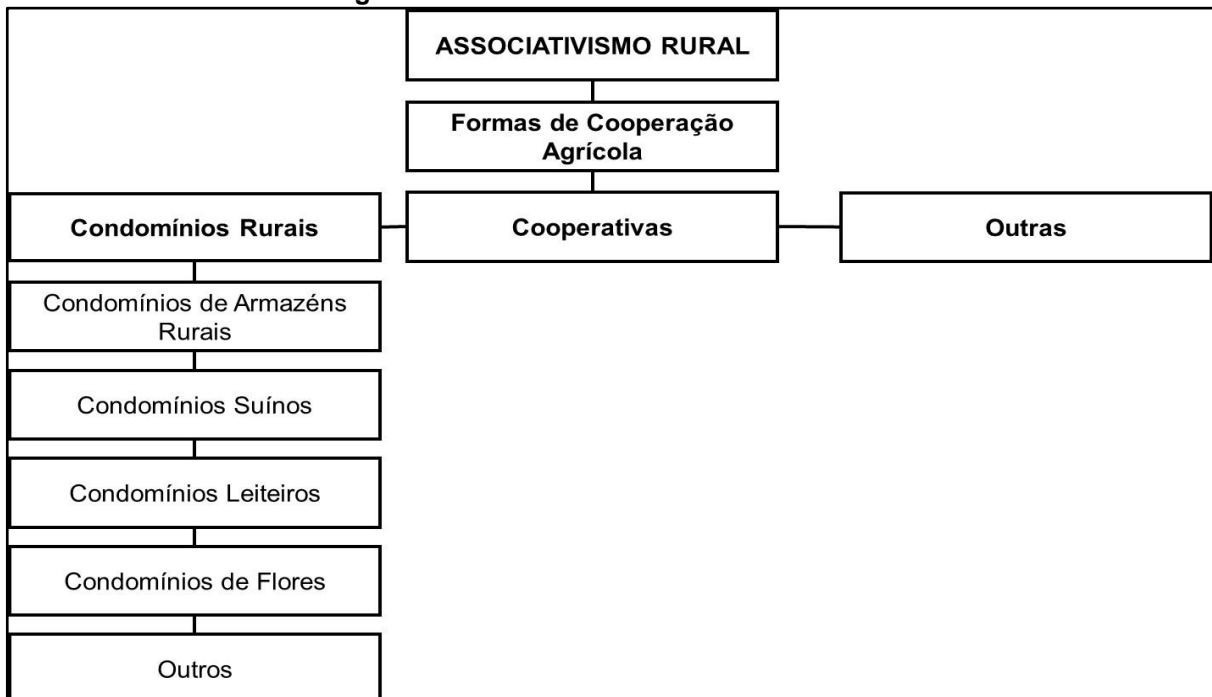 ASSOCIATIVISMO RURAL
Formas de Cooperação
Agrícola
Condomínios Rurais
Cooperativas
Outras
Condomínios de Armazéns
Rurais
Condomínios Suínos
Condomínios Leiteiros
Condomínios de Flores
Outros